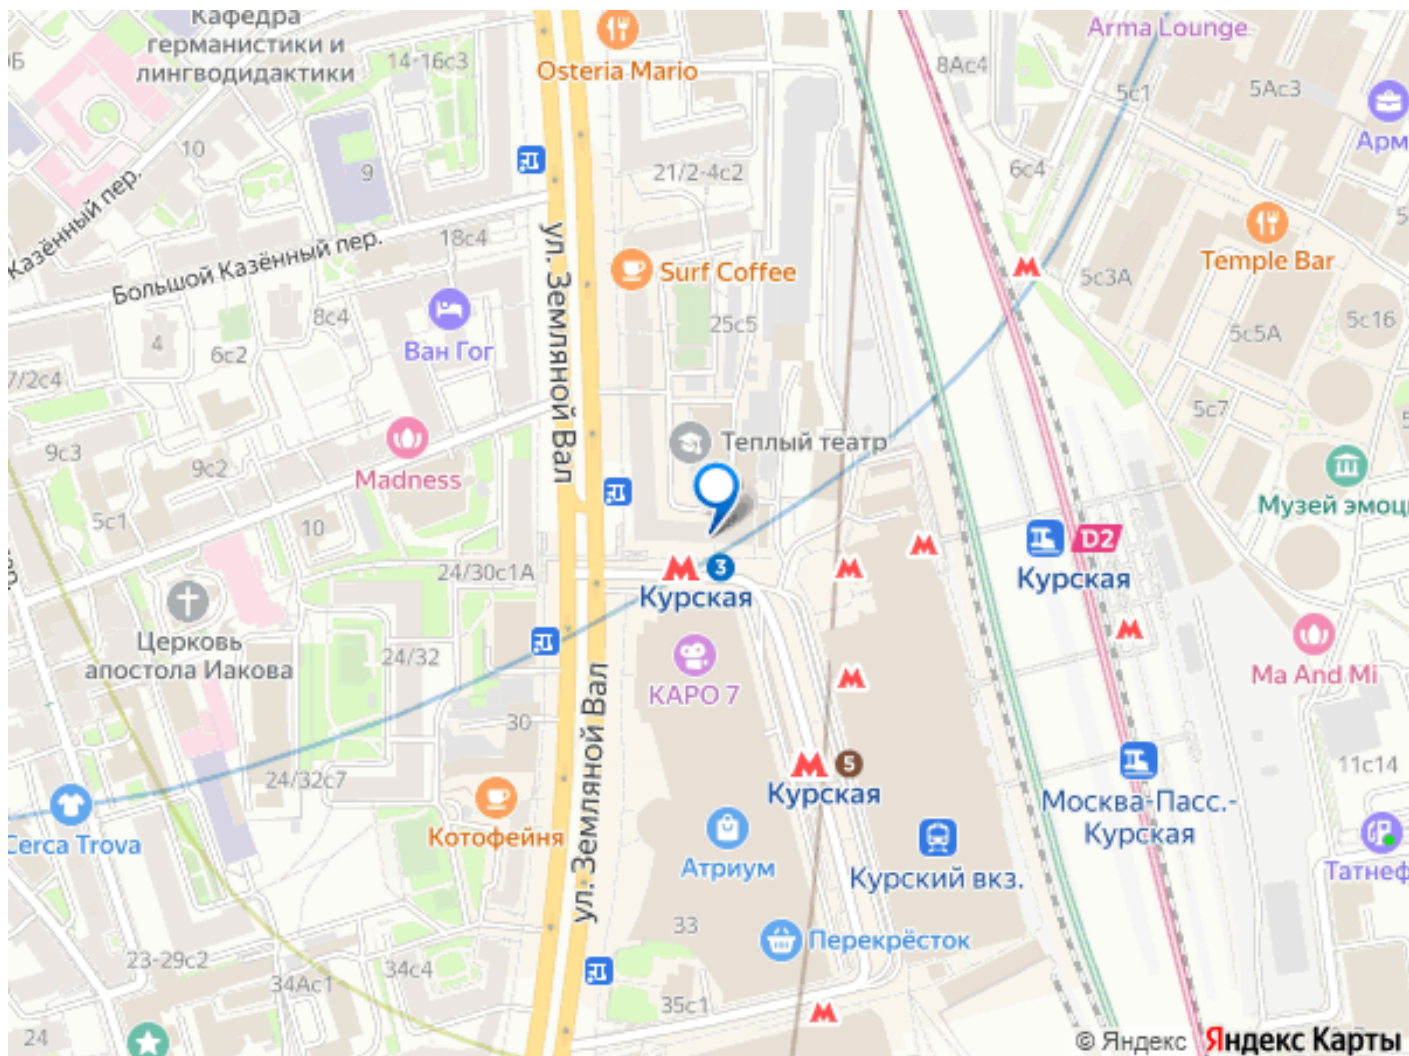 Кафедра
германистики и
лингводидактики
14-16с3
Osteria Mario
Arma Lounge
8Ас4
5с1
5Ас3
Арм
10
9
21/2-4с2
6с4
Казённый пер.
Большой Казённый пер.
18с4
ул. Земляной Вал
Surf Coffee
Temple Bar
5с3А
8с4
25с5
5с16
5с5А
4
6с2
Ван Гог
7/2с4
5с7
9с3
9с2
Madness
Теплый театр
Музей эмоц
5с1
10
D2
24/30с1А
3
Курская
Курская
Церковь
апостола Иакова
24/32
КАРО 7
Ma And Mi
30
24/32с7
5
Курская
11с14
Москва-Пасс.-
Курская
Cerca Trova
Котофейня
ул. Земляной Вал
Атриум
Курский вкз.
Татнеф
33
Перекрёсток
23-29с2
34с4
34Ас1
35с1
24
© Яндекс Яндекс Карты